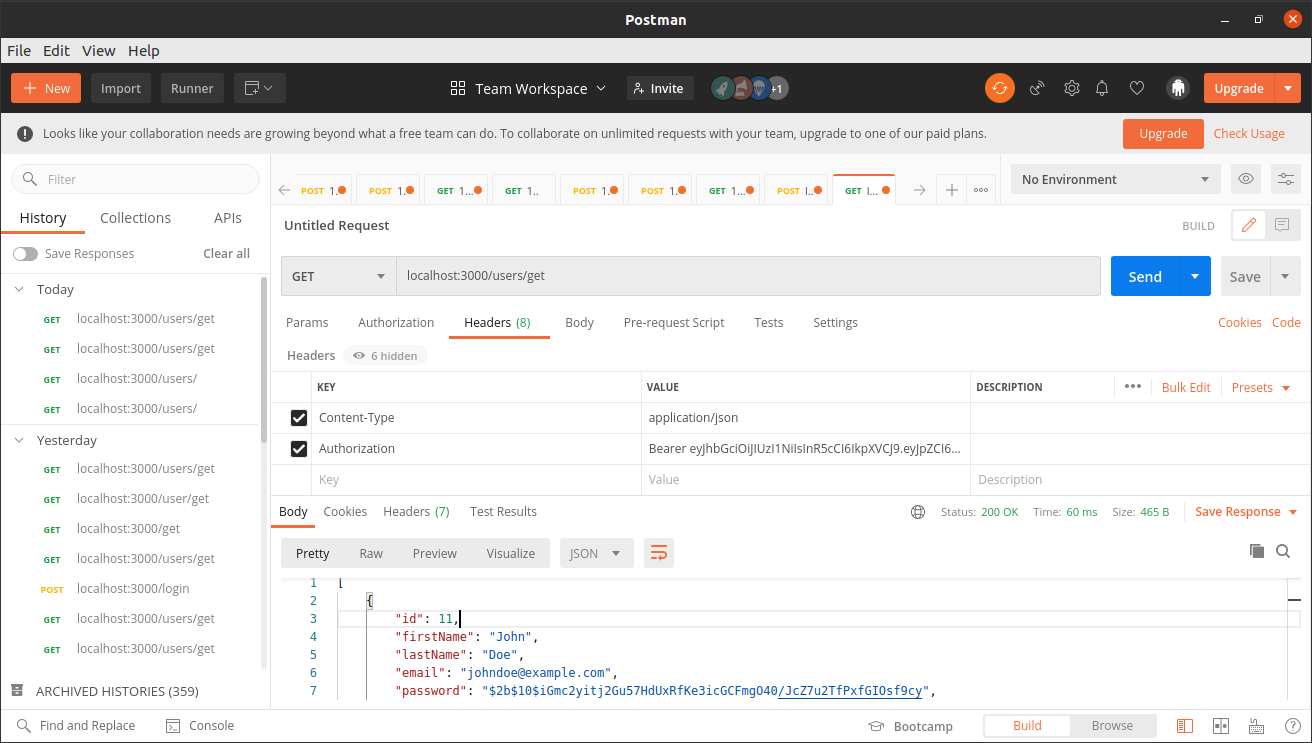 Postman
File Edit View Help
New Import Runner Team Workspace Invite +1 Upgrade
Looks like your collaboration needs are growing beyond what a free team can do. To collaborate on unlimited requests with your team, upgrade to one of our paid plans. Upgrade Check Usage
Filter
History Collections APIs
Save Responses Clear all
Today
GET localhost:3000/users/get
GET localhost:3000/users/get
GET localhost:3000/users/
GET localhost:3000/users/
Yesterday
GET localhost:3000/users/get
GET localhost:3000/user/get
GET localhost:3000/get
GET localhost:3000/users/get
POST localhost:3000/login
GET localhost:3000/users/get
GET localhost:3000/users/get
ARCHIVED HISTORIES (359)
POST 1. POST 1. GET 1... GET 1.. POST 1. POST 1. GET 1... POST l.. GET l... No Environment
Untitled Request BUILD
GET localhost:3000/users/get Send Save
Params Authorization Headers (8) Body Pre-request Script Tests Settings Cookies Code
Headers 6 hidden
KEY VALUE DESCRIPTION Bulk Edit Presets
Content-Type application/json
Authorization Bearer eyJhbGciOiJIUzI1NiIsInR5cCI6IkpXVCJ9.eyJpZCI6...
Key Value Description
Body Cookies Headers (7) Test Results Status: 200 OK Time: 60 ms Size: 465 B Save Response
Pretty Raw Preview Visualize JSON
1 [
2 {
3 "id": 11,
4 "firstName": "John",
5 "lastName": "Doe",
6 "email": "johndoe@example.com",
7 "password": "$2b$10$iGmc2yitj2Gu57HdUxRfKe3icGCFmgO40/JcZ7u2TfPxfGIOsf9cy",
Find and Replace Console Bootcamp Build Browse